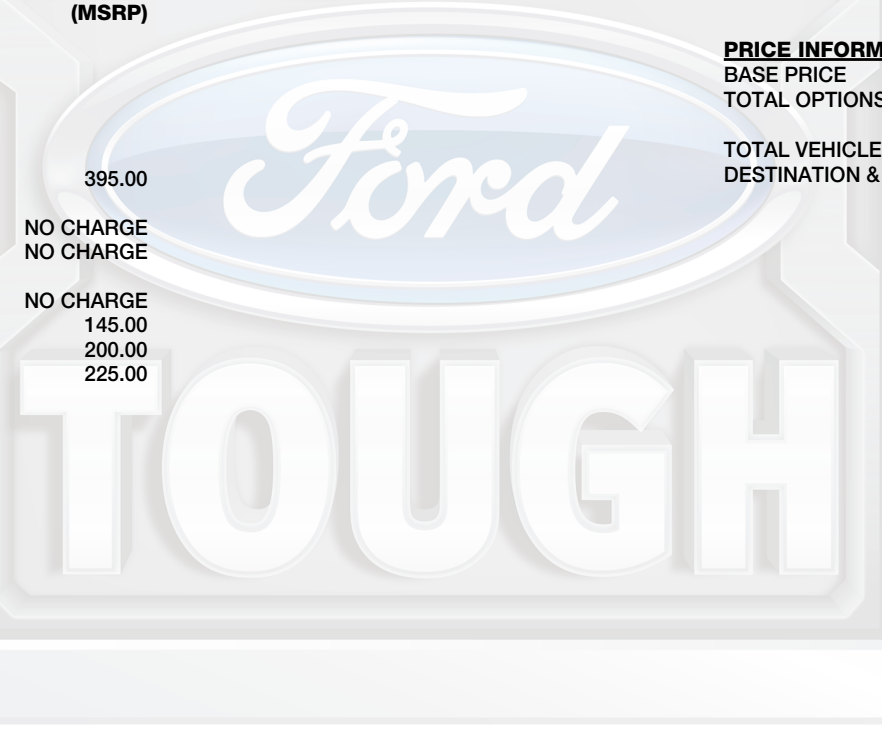 (MSRP)
395.00
NO CHARGE
NO CHARGE
NO CHARGE
145.00
200.00
225.00
PRICE INFORM
BASE PRICE
TOTAL OPTIONS
TOTAL VEHICLE
DESTINATION &
Ford
TOUGH